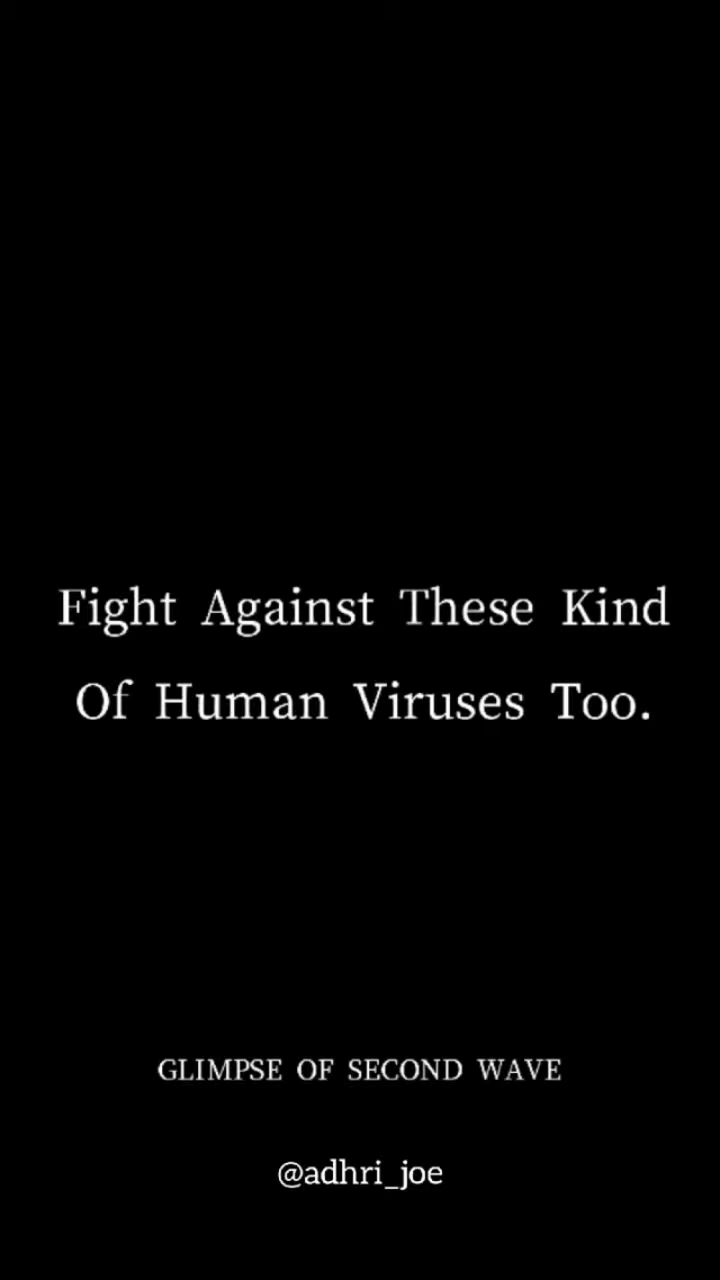 Fight Against These Kind
Of Human Viruses Too.
GLIMPSE OF SECOND WAVE
@adhri_joe